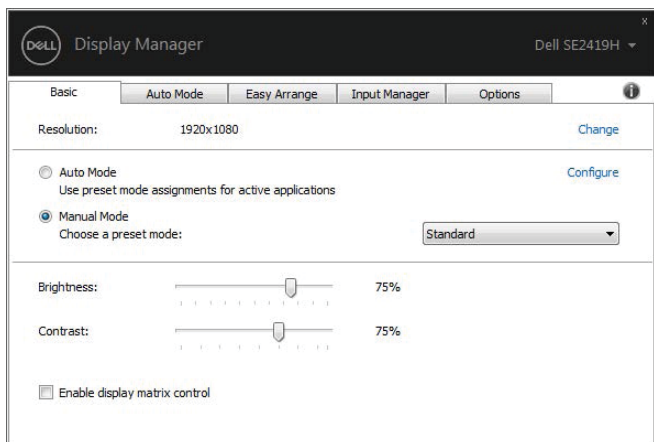 x
DELL Display Manager Dell SE2419H
Basic Auto Mode Easy Arrange Input Manager Options i
Resolution: 1920x1080 Change
Auto Mode Configure
Use preset mode assignments for active applications
Manual Mode
Choose a preset mode: Standard
Brightness: 75%
Contrast: 75%
Enable display matrix control